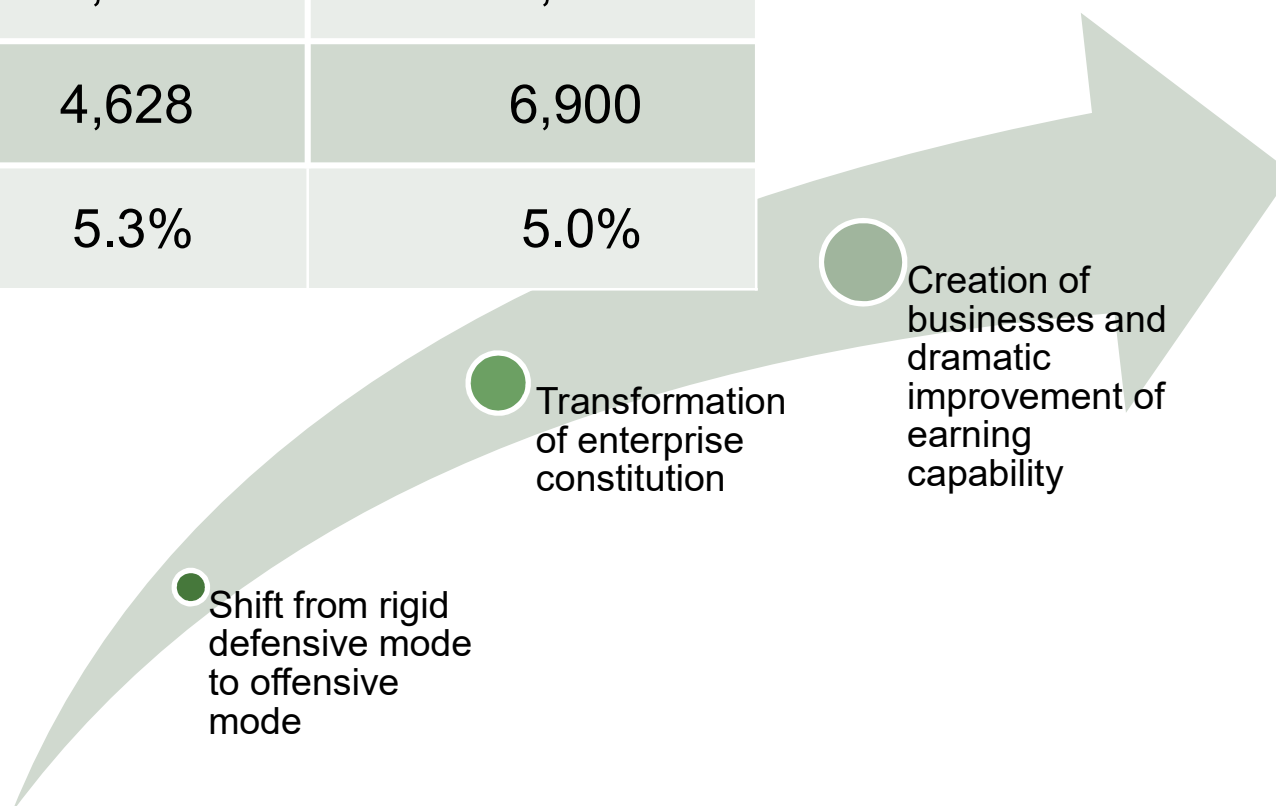 4,628 6,900
5.3% 5.0%
Creation of
businesses and
dramatic
improvement of
earning
capability
Transformation
of enterprise
constitution
Shift from rigid
defensive mode
to offensive
mode